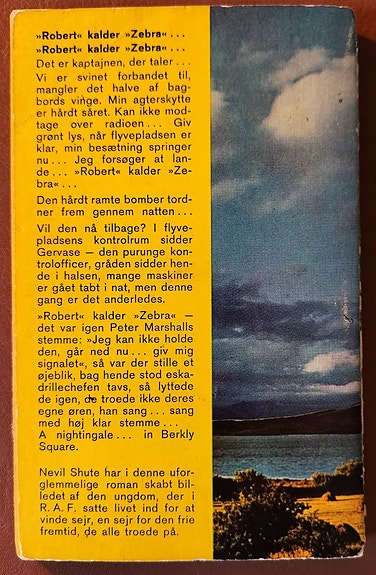 »Robert« kalder »Zebra«...
»Robert« kalder »Zebra«...
Det er kaptajnen, der taler...
Vi er svinet forbandet til,
mangler det halve af bag-
bords vinge. Min agterskytte
er hårdt såret. Kan ikke mod-
tage over radioen... Giv
grønt lys, når flyvepladsen er
klar, min besætning springer
nu... Jeg forsøger at lan-
de... »Robert« kalder »Ze-
bra«...
Den hårdt ramte bomber tord-
ner frem gennem natten...
Vil den nå tilbage? I flyve-
pladsens kontrolrum sidder
Gervase — den purunge kon-
trolofficer, gråden sidder hen-
de i halsen, mange maskiner
er gået tabt i nat, men denne
gang er det anderledes.
»Robert« kalder »Zebra« —
det var igen Peter Marshalls
stemme: »Jeg kan ikke holde
den, går ned nu... giv mig
signalet«, så var der stille et
øjeblik, bag hende stod eska-
drillechefen tavs, så lyttede
de igen, de troede ikke deres
egne øren, han sang... sang
med høj klar stemme...
A nightingale... in Berkly
Square.
Nevil Shute har i denne ufor-
glemmelige roman skabt bil-
ledet af den ungdom, der i
R. A. F. satte livet ind for at
vinde sejr, en sejr for den frie
fremtid, de alle troede på.